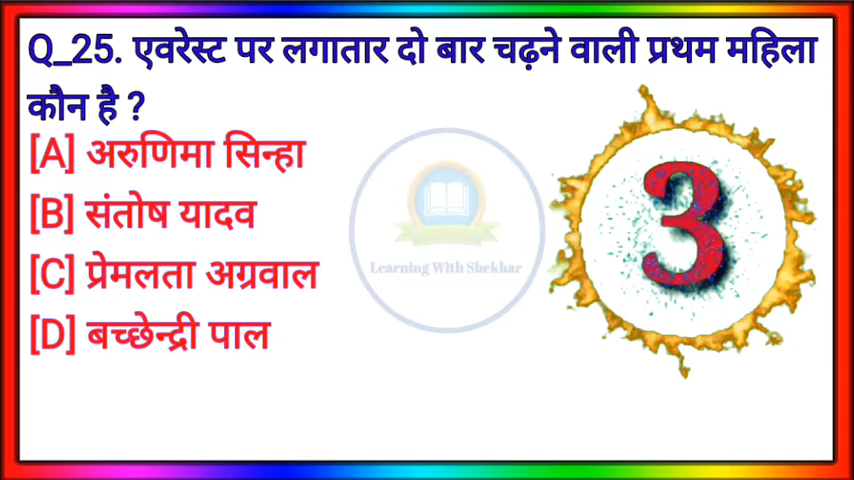 Q_25. एवरेस्ट पर लगातार दो बार चढ़ने वाली प्रथम महिला
कौन है ?
[A] अरुणिमा सिन्हा
[B] संतोष यादव
[C] प्रेमलता अग्रवाल
[D] बच्छेन्द्री पाल
Learning With Shekhar
3